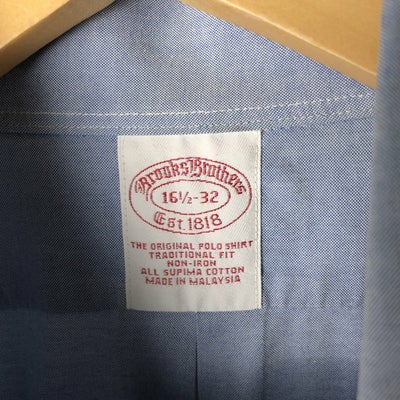 Brooks Brothers
16½-32
Est. 1818
THE ORIGINAL POLO SHIRT
TRADITIONAL FIT
NON-IRON
ALL SUPIMA COTTON
MADE IN MALAYSIA